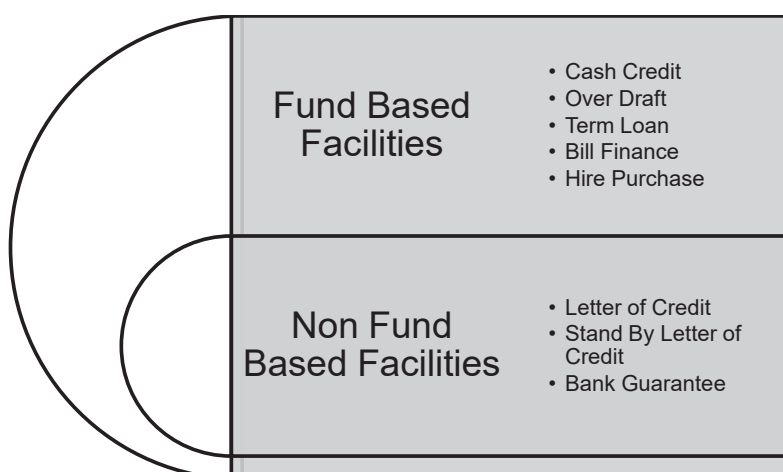 Fund Based
Facilities
• Cash Credit
• Over Draft
• Term Loan
• Bill Finance
• Hire Purchase
Non Fund
Based Facilities
• Letter of Credit
• Stand By Letter of
Credit
• Bank Guarantee